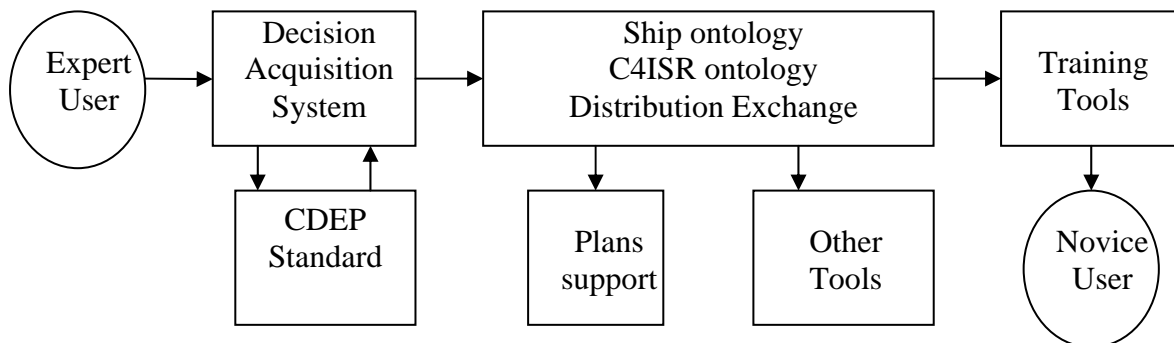 Expert
User
Decision
Acquisition
System
Ship ontology
C4ISR ontology
Distribution Exchange
Training
Tools
CDEP
Standard
Plans
support
Other
Tools
Novice
User